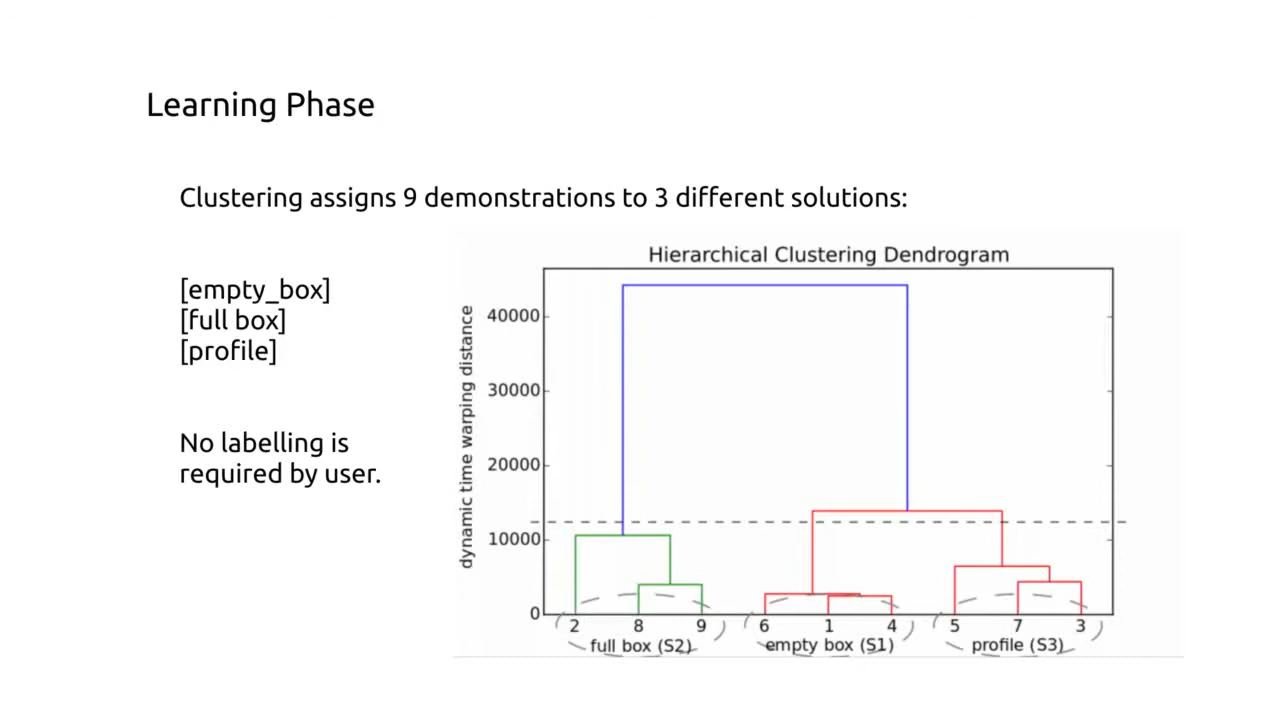 Learning Phase
Clustering assigns 9 demonstrations to 3 different solutions:
[empty_box]
[full box]
[profile]
No labelling is
required by user.
Hierarchical Clustering Dendrogram
dynamic time warping distance
40000
30000
20000
10000
0
2 8 9 6 1 4 5 7 3
full box (S2) empty box (S1) profile (S3)